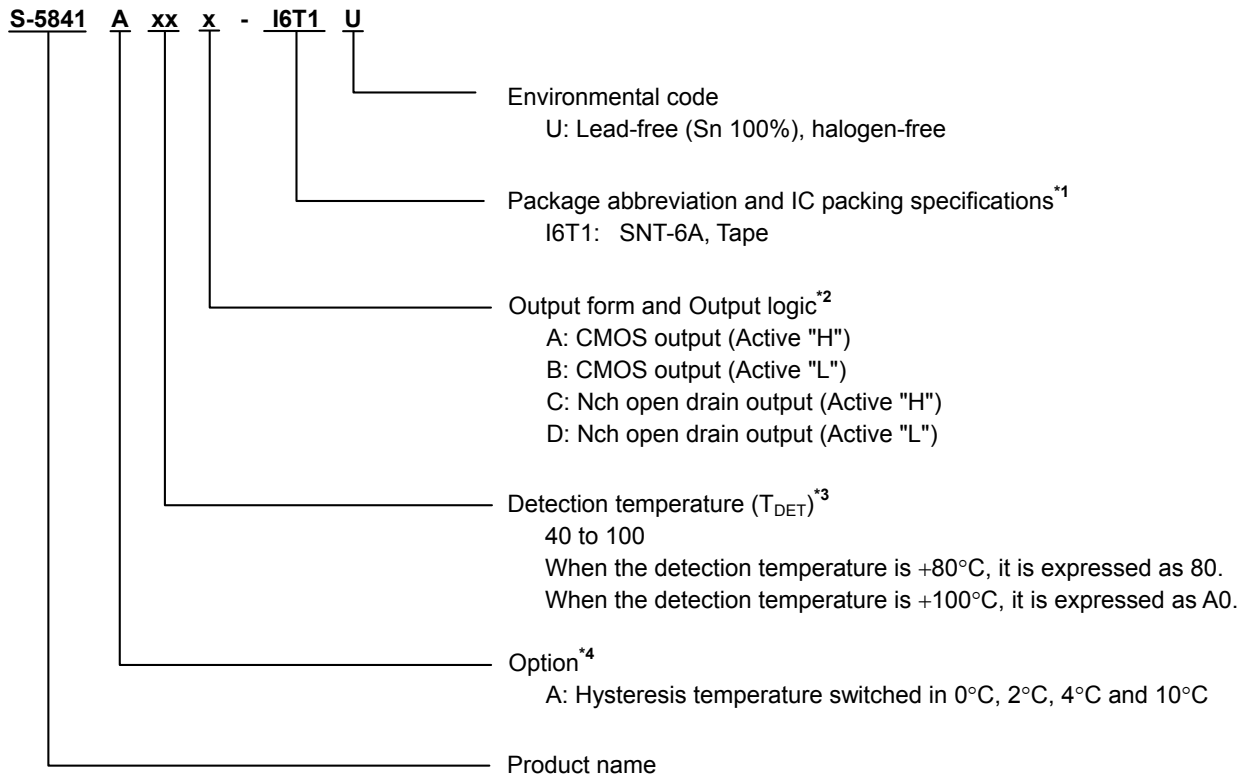 S-5841 A xx x - I6T1 U
Environmental code
U: Lead-free (Sn 100%), halogen-free
Package abbreviation and IC packing specifications*1
I6T1: SNT-6A, Tape
Output form and Output logic*2
A: CMOS output (Active "H")
B: CMOS output (Active "L")
C: Nch open drain output (Active "H")
D: Nch open drain output (Active "L")
Detection temperature (TDET)*3
40 to 100
When the detection temperature is +80°C, it is expressed as 80.
When the detection temperature is +100°C, it is expressed as A0.
Option*4
A: Hysteresis temperature switched in 0°C, 2°C, 4°C and 10°C
Product name